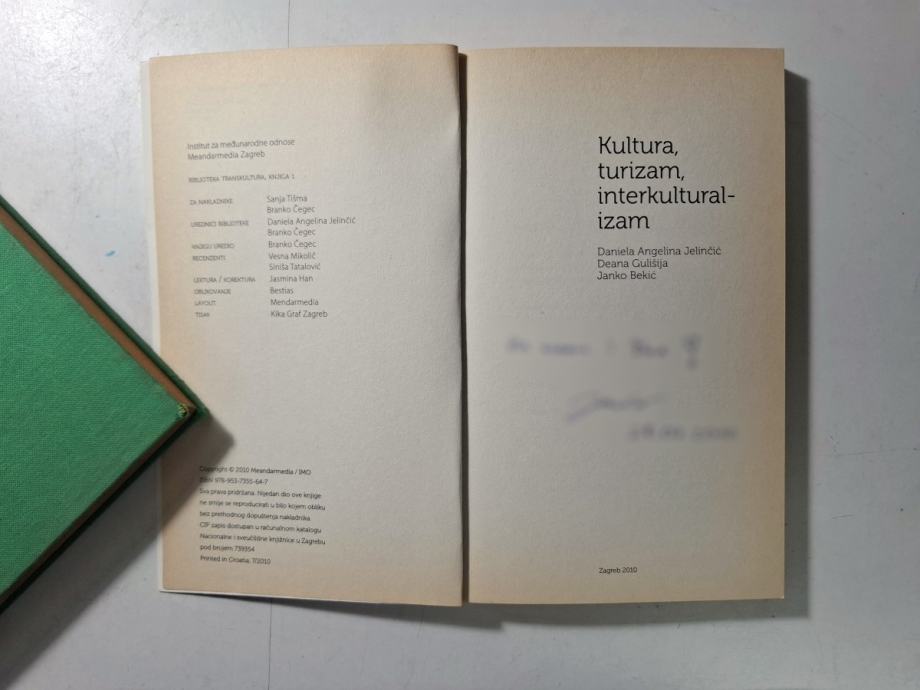 Institut za međunarodne odnose
Meandarmedia Zagreb
BIBLIOTEKA TRANSKULTURA, KNJIGA 1
ZA NAKLADNIKE Sanja Tišma
Branko Čegec
UREDNICI BIBLIOTEKE Daniela Angelina Jelinčić
Branko Čegec
KNJIGU UREDIO Branko Čegec
RECENZENTI Vesna Mikolič
Siniša Tatalović
LEKTURA / KOREKTURA Jasmina Han
OBLIKOVANJE Bestias
LAYOUT Mendarmedia
TISAK Kika Graf Zagreb
Copyright © 2010 Meandarmedia / IMO
ISBN 978-953-7355-64-7
Sva prava pridržana. Nijedan dio ove knjige
ne smije se reproducirati u bilo kojem obliku
bez prethodnog dopuštenja nakladnika.
CIP zapis dostupan u računalnom katalogu
Nacionalne i sveučilišne knjižnice u Zagrebu
pod brojem 739354
Printed in Croatia, 7/2010
Kultura,
turizam,
interkultural-
izam
Daniela Angelina Jelinčić
Deana Gulišija
Janko Bekić
Zagreb 2010